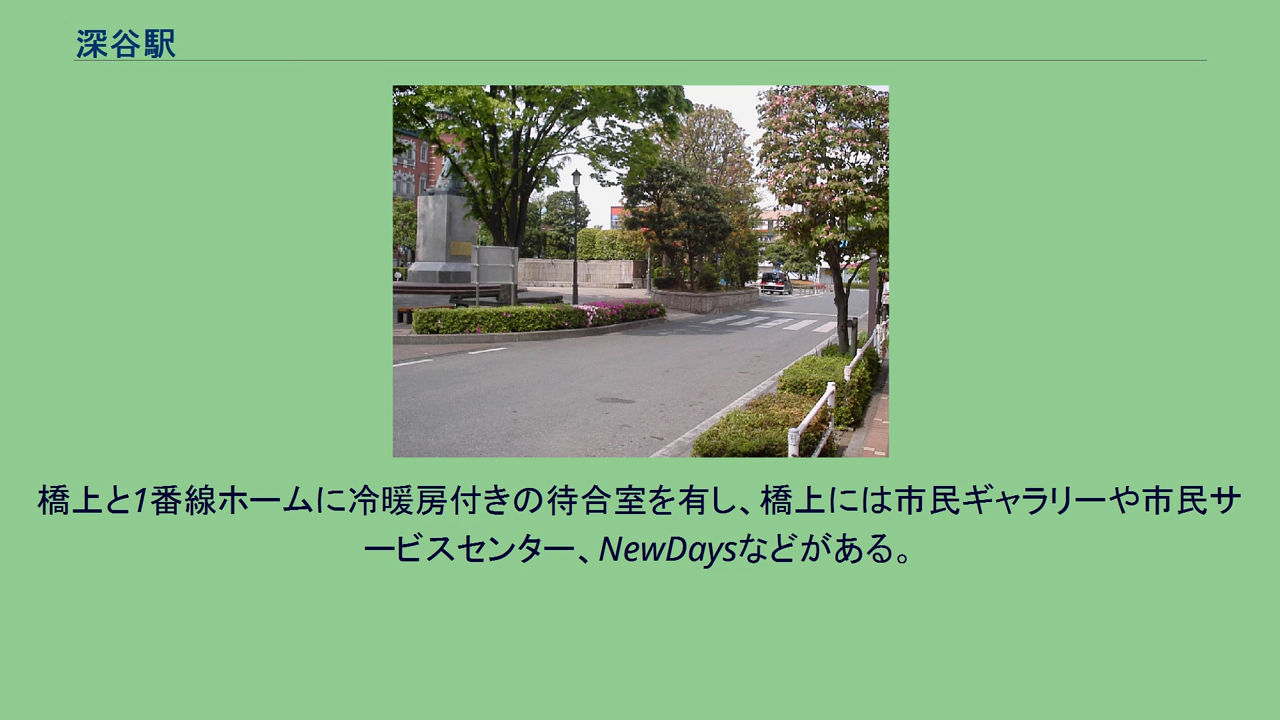 深谷駅
橋上と1番線ホームに冷暖房付きの待合室を有し、橋上には市民ギャラリーや市民サ
ービスセンター、NewDaysなどがある。